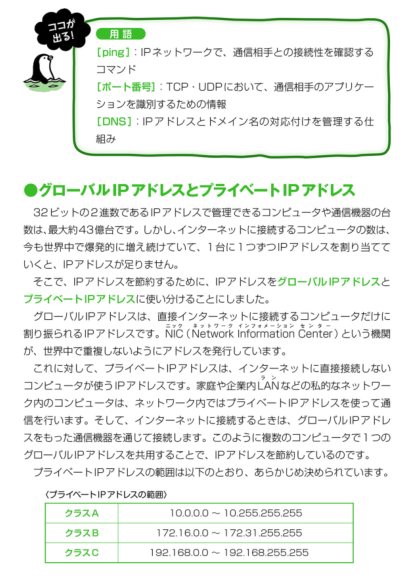 ココが
出る!
用語
[ping]：IPネットワークで、通信相手との接続性を確認する
コマンド
[ポート番号]：TCP・UDPにおいて、通信相手のアプリケー
ションを識別するための情報
[DNS]：IPアドレスとドメイン名の対応付けを管理する仕
組み
●グローバルIPアドレスとプライベートIPアドレス
32ビットの2進数であるIPアドレスで管理できるコンピュータや通信機器の台
数は、最大約43億台です。しかし、インターネットに接続するコンピュータの数は、
今も世界中で爆発的に増え続けていて、1台に1つずつIPアドレスを割り当てて
いくと、IPアドレスが足りません。
そこで、IPアドレスを節約するために、IPアドレスをグローバルIPアドレスと
プライベートIPアドレスに使い分けることにしました。
グローバルIPアドレスは、直接インターネットに接続するコンピュータだけに
ニック ネットワーク インフォメーション センター
割り振られるIPアドレスです。NIC（Network Information Center）という機関
が、世界中で重複しないようにアドレスを発行しています。
これに対して、プライベートIPアドレスは、インターネットに直接接続しない
ラン
コンピュータが使うIPアドレスです。家庭や企業内LANなどの私的なネットワー
ク内のコンピュータは、ネットワーク内ではプライベートIPアドレスを使って通
信を行います。そして、インターネットに接続するときは、グローバルIPアドレ
スをもった通信機器を通じて接続します。このように複数のコンピュータで1つの
グローバルIPアドレスを共用することで、IPアドレスを節約しているのです。
プライベートIPアドレスの範囲は以下のとおり、あらかじめ決められています。
〈プライベートIPアドレスの範囲〉
クラスA 10.0.0.0 ～ 10.255.255.255
クラスB 172.16.0.0 ～ 172.31.255.255
クラスC 192.168.0.0 ～ 192.168.255.255